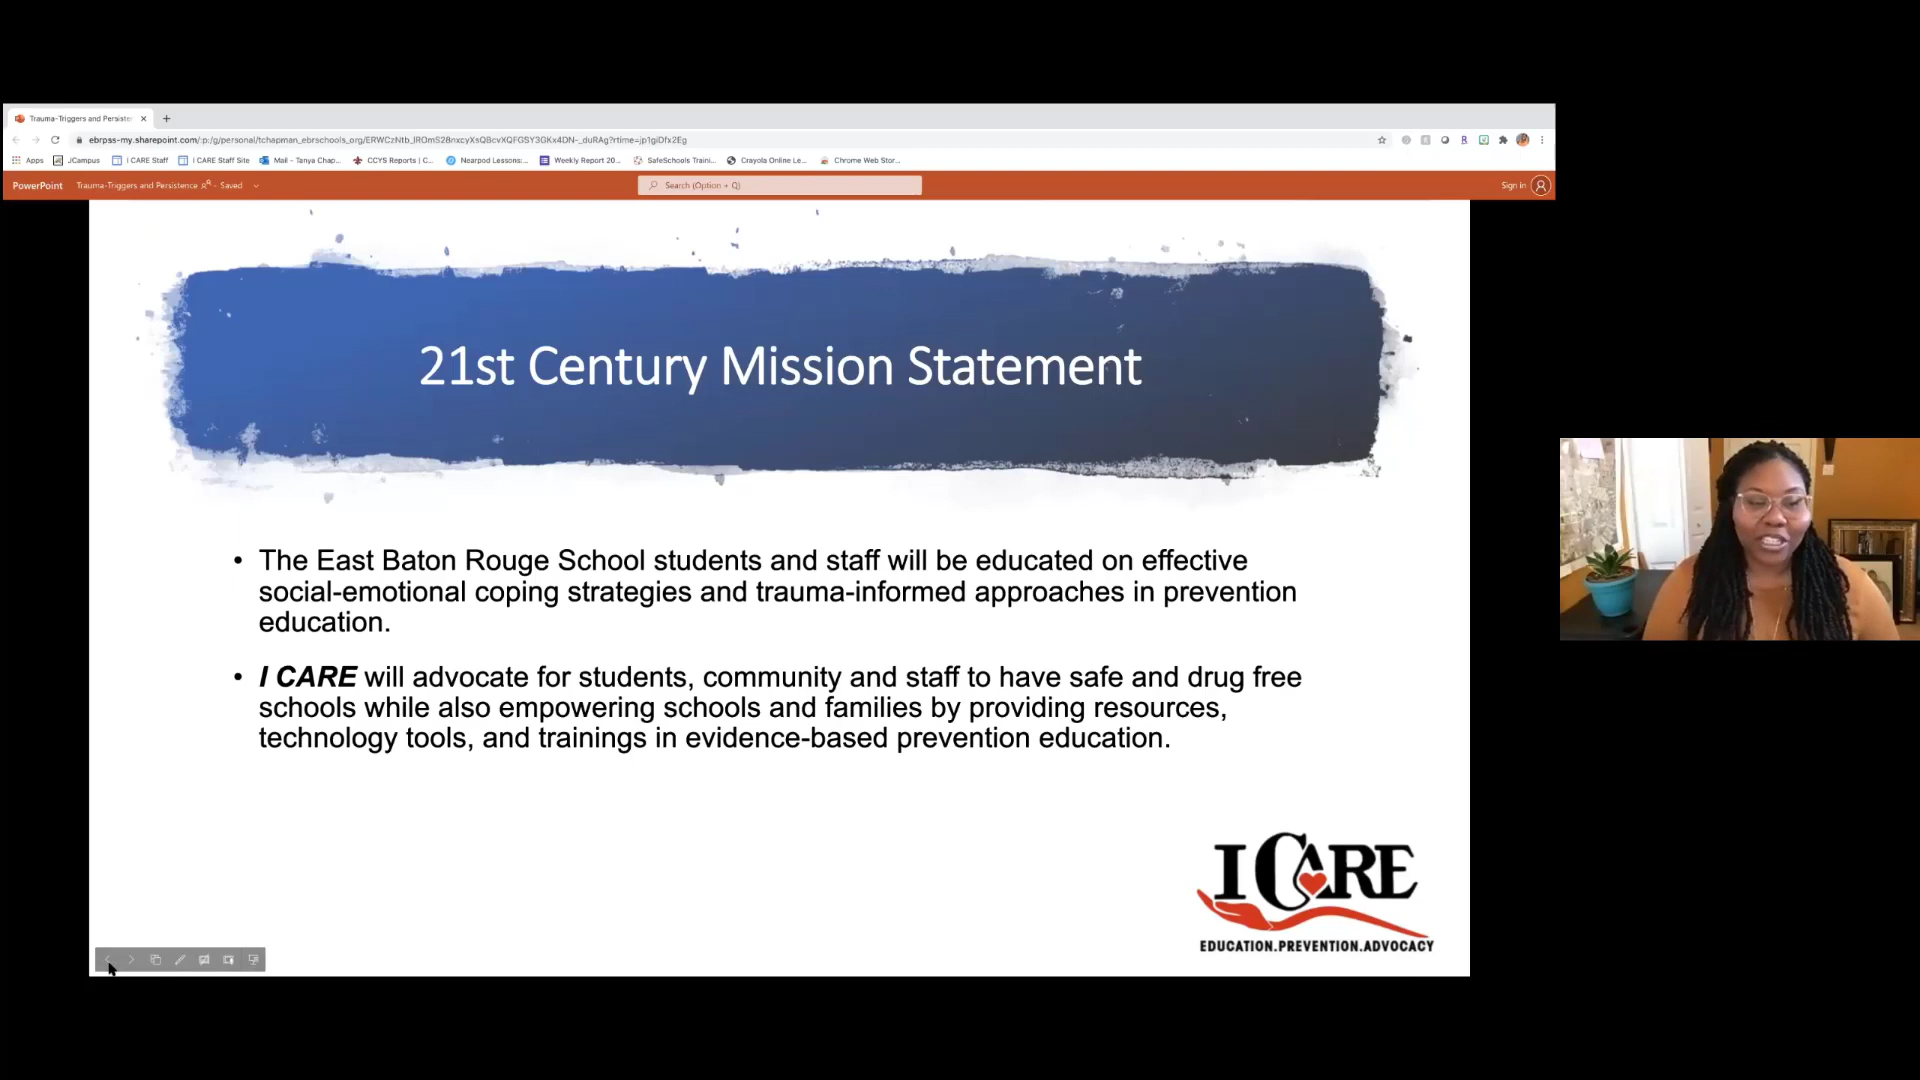 Trauma-Triggers and Persiste
ebrpss-my.sharepoint.com/:p:/g/personal/tchapman_ebrschools_org/
Apps JCampus I CARE Staff I CARE Staff Site Mail - Tanya Chap... CCYS Reports | C... Nearpod Lessons:... Weekly Report 20... SafeSchools Traini... Crayola Online Le... Chrome Web Stor...
PowerPoint Trauma-Triggers and Persistence - Saved Search (Option + Q) Sign in
21st Century Mission Statement
• The East Baton Rouge School students and staff will be educated on effective
social-emotional coping strategies and trauma-informed approaches in prevention
education.
• I CARE will advocate for students, community and staff to have safe and drug free
schools while also empowering schools and families by providing resources,
technology tools, and trainings in evidence-based prevention education.
I CARE
EDUCATION.PREVENTION.ADVOCACY